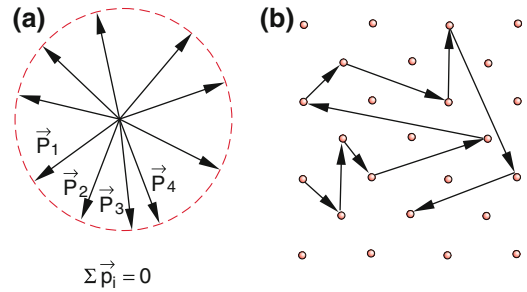 (a)
(b)
P⃗₁
P⃗₂
P⃗₃
P⃗₄
Σ p⃗ᵢ = 0